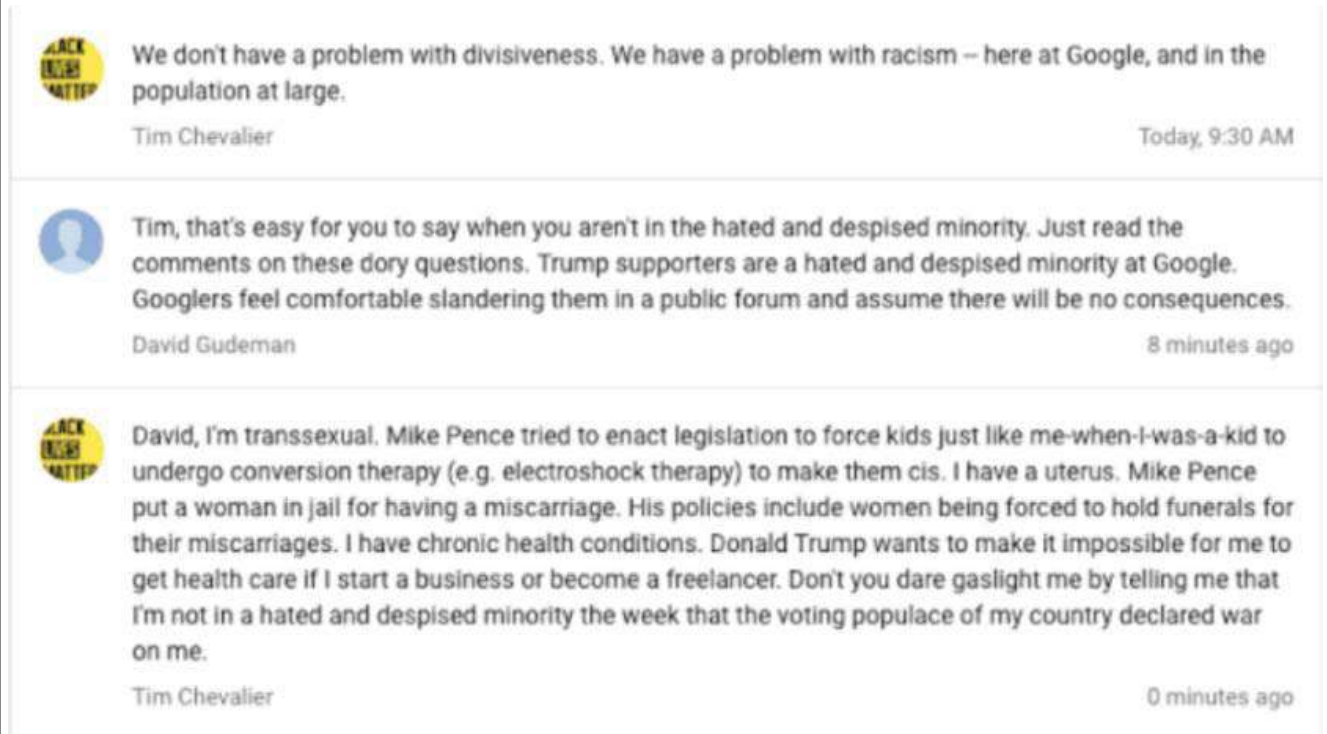 LACK
LIVES
MATTER
We don't have a problem with divisiveness. We have a problem with racism – here at Google, and in the
population at large.
Tim Chevalier
Today, 9:30 AM
Tim, that's easy for you to say when you aren't in the hated and despised minority. Just read the
comments on these dory questions. Trump supporters are a hated and despised minority at Google.
Googlers feel comfortable slandering them in a public forum and assume there will be no consequences.
David Gudeman
8 minutes ago
LACK
LIVES
MATTER
David, I'm transsexual. Mike Pence tried to enact legislation to force kids just like me-when-I-was-a-kid to
undergo conversion therapy (e.g. electroshock therapy) to make them cis. I have a uterus. Mike Pence
put a woman in jail for having a miscarriage. His policies include women being forced to hold funerals for
their miscarriages. I have chronic health conditions. Donald Trump wants to make it impossible for me to
get health care if I start a business or become a freelancer. Don't you dare gaslight me by telling me that
I'm not in a hated and despised minority the week that the voting populace of my country declared war
on me.
Tim Chevalier
0 minutes ago